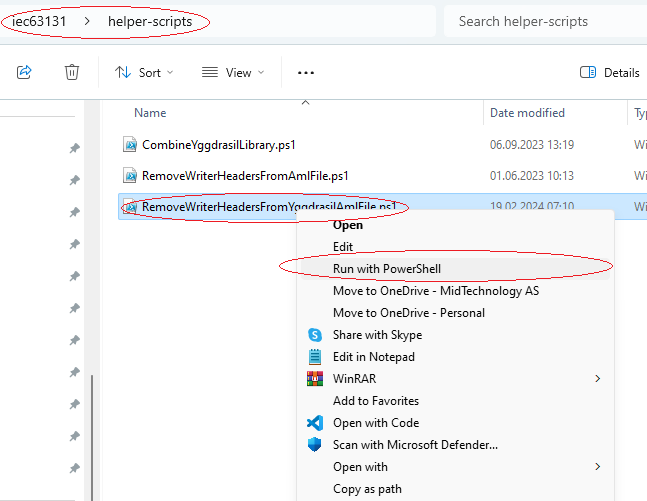 iec63131 > helper-scripts
Search helper-scripts
Sort
View
Details
Name
Date modified
Ty
CombineYggdrasilLibrary.ps1
06.09.2023 13:19
Wi
RemoveWriterHeadersFromAmlFile.ps1
01.06.2023 10:13
Wi
RemoveWriterHeadersFromYggdrasilAmlFile.ps1
19.02.2024 07:10
Wi
Open
Edit
Run with PowerShell
Move to OneDrive - MidTechnology AS
Move to OneDrive - Personal
Share with Skype
Edit in Notepad
WinRAR
Add to Favorites
Open with Code
Scan with Microsoft Defender...
Open with
Copy as path